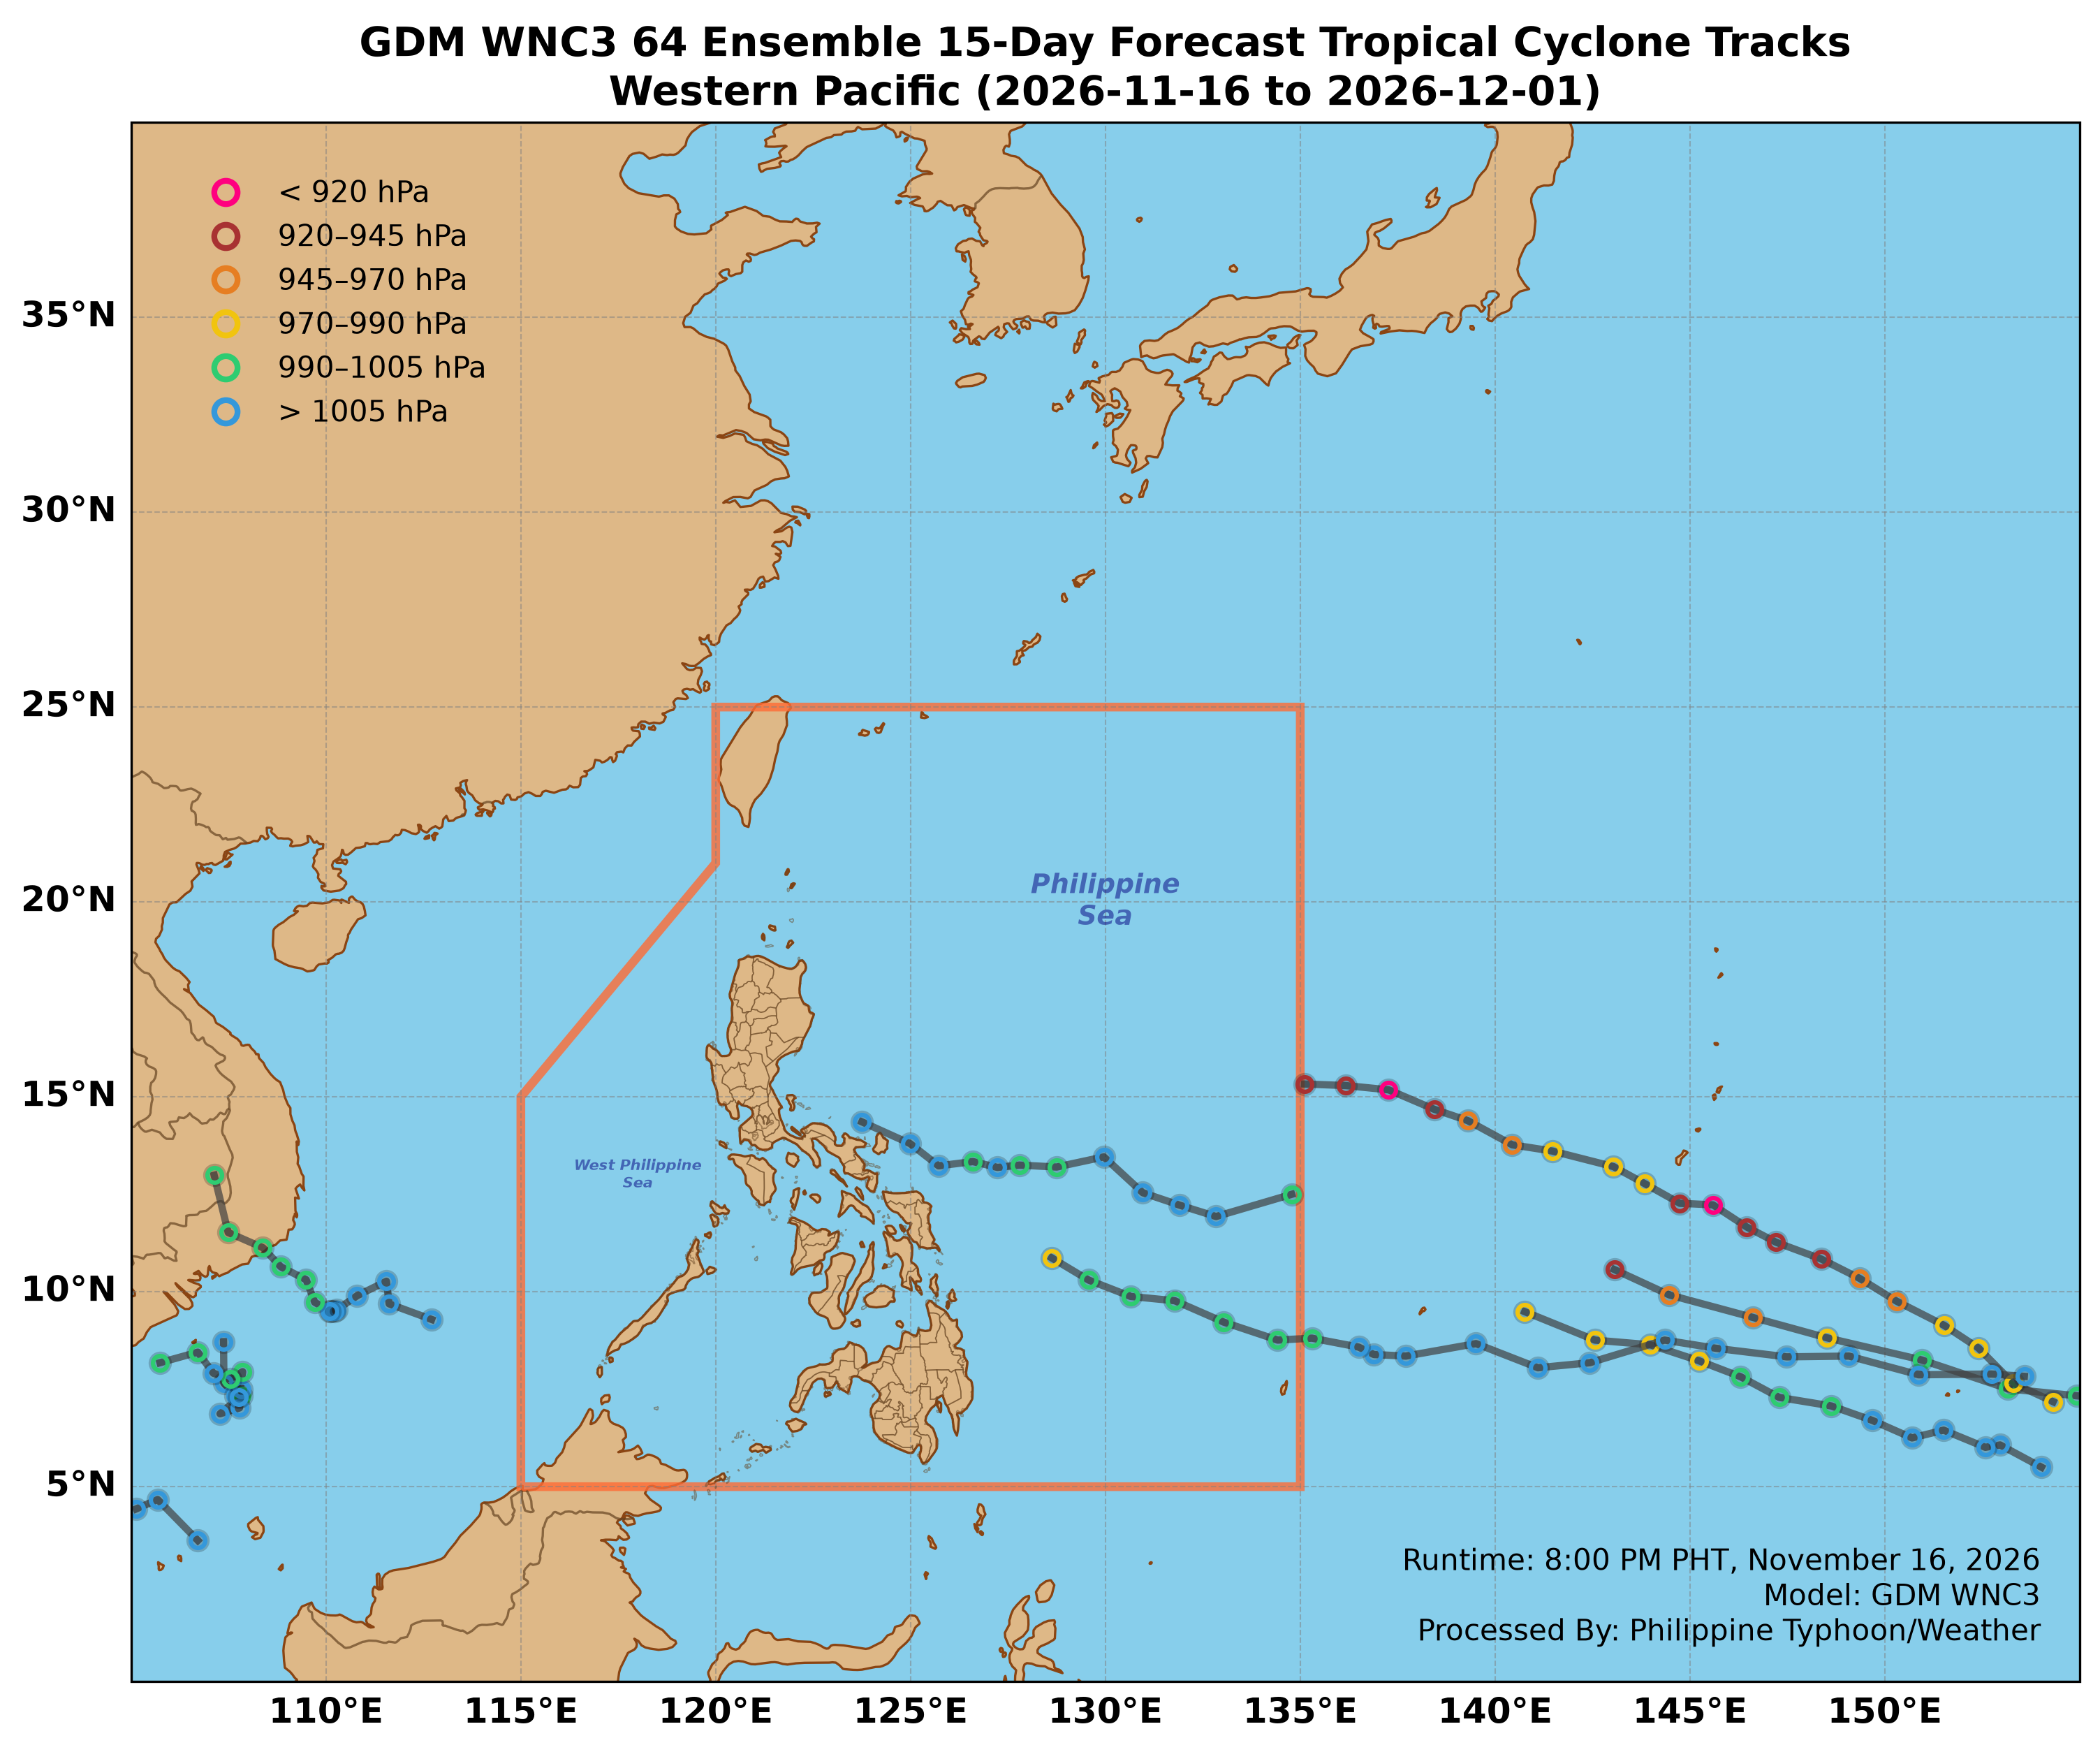 GDM WNC3 64 Ensemble 15-Day Forecast Tropical Cyclone Tracks
Western Pacific (2026-11-16 to 2026-12-01)
< 920 hPa
920–945 hPa
945–970 hPa
970–990 hPa
990–1005 hPa
> 1005 hPa
35°N
30°N
25°N
20°N
15°N
10°N
5°N
Philippine
Sea
West Philippine
Sea
Runtime: 8:00 PM PHT, November 16, 2026
Model: GDM WNC3
Processed By: Philippine Typhoon/Weather
110°E 115°E 120°E 125°E 130°E 135°E 140°E 145°E 150°E